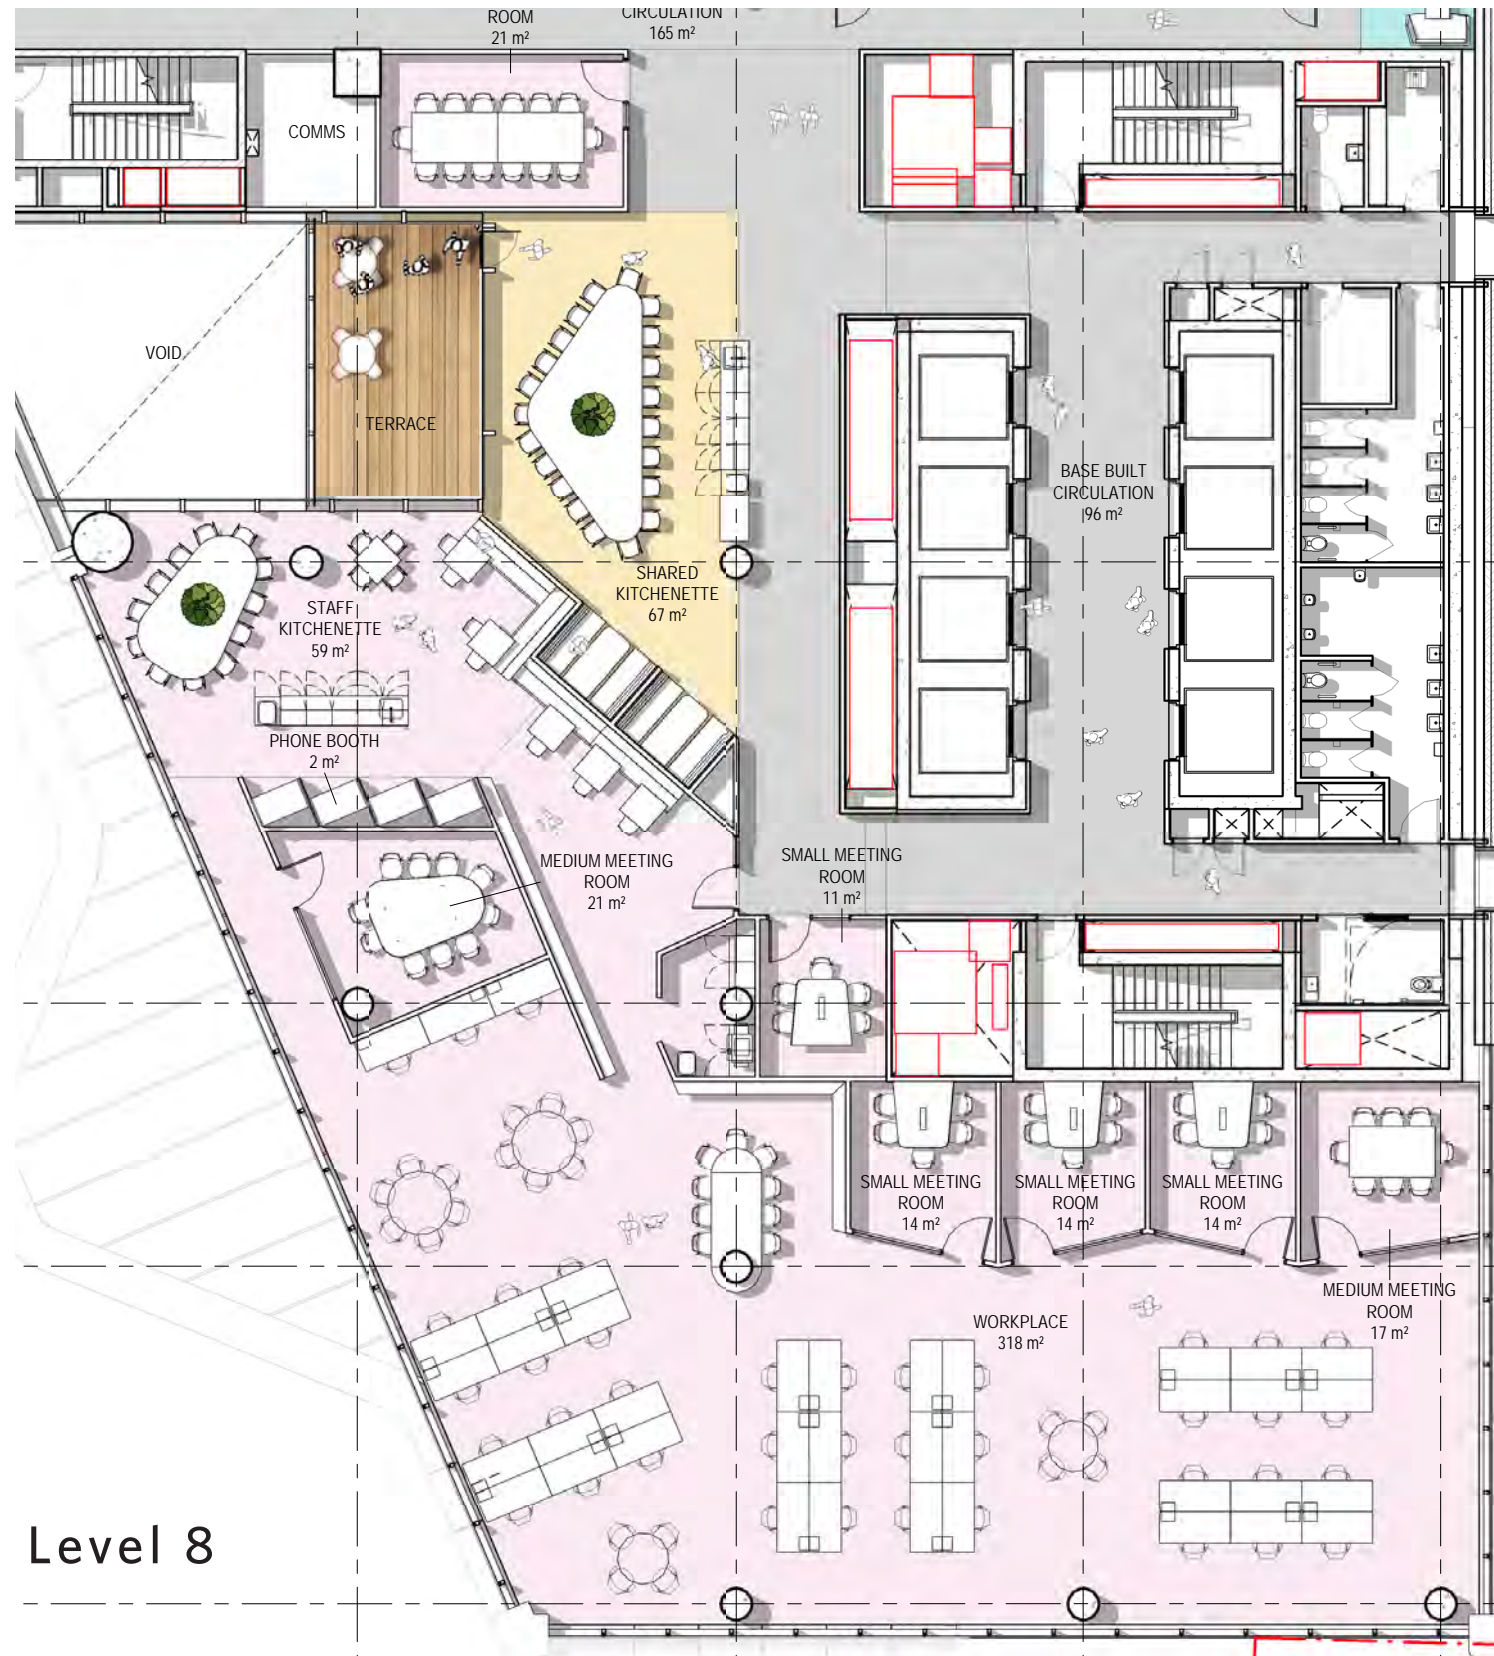 ROOM
21 m²
CIRCULATION
165 m²
COMMS
VOID
TERRACE
BASE BUILT
CIRCULATION
96 m²
SHARED
KITCHENETTE
67 m²
STAFF
KITCHENETTE
59 m²
PHONE BOOTH
2 m²
MEDIUM MEETING
ROOM
21 m²
SMALL MEETING
ROOM
11 m²
SMALL MEETING
ROOM
14 m²
SMALL MEETING
ROOM
14 m²
SMALL MEETING
ROOM
14 m²
MEDIUM MEETING
ROOM
17 m²
WORKPLACE
318 m²
Level 8